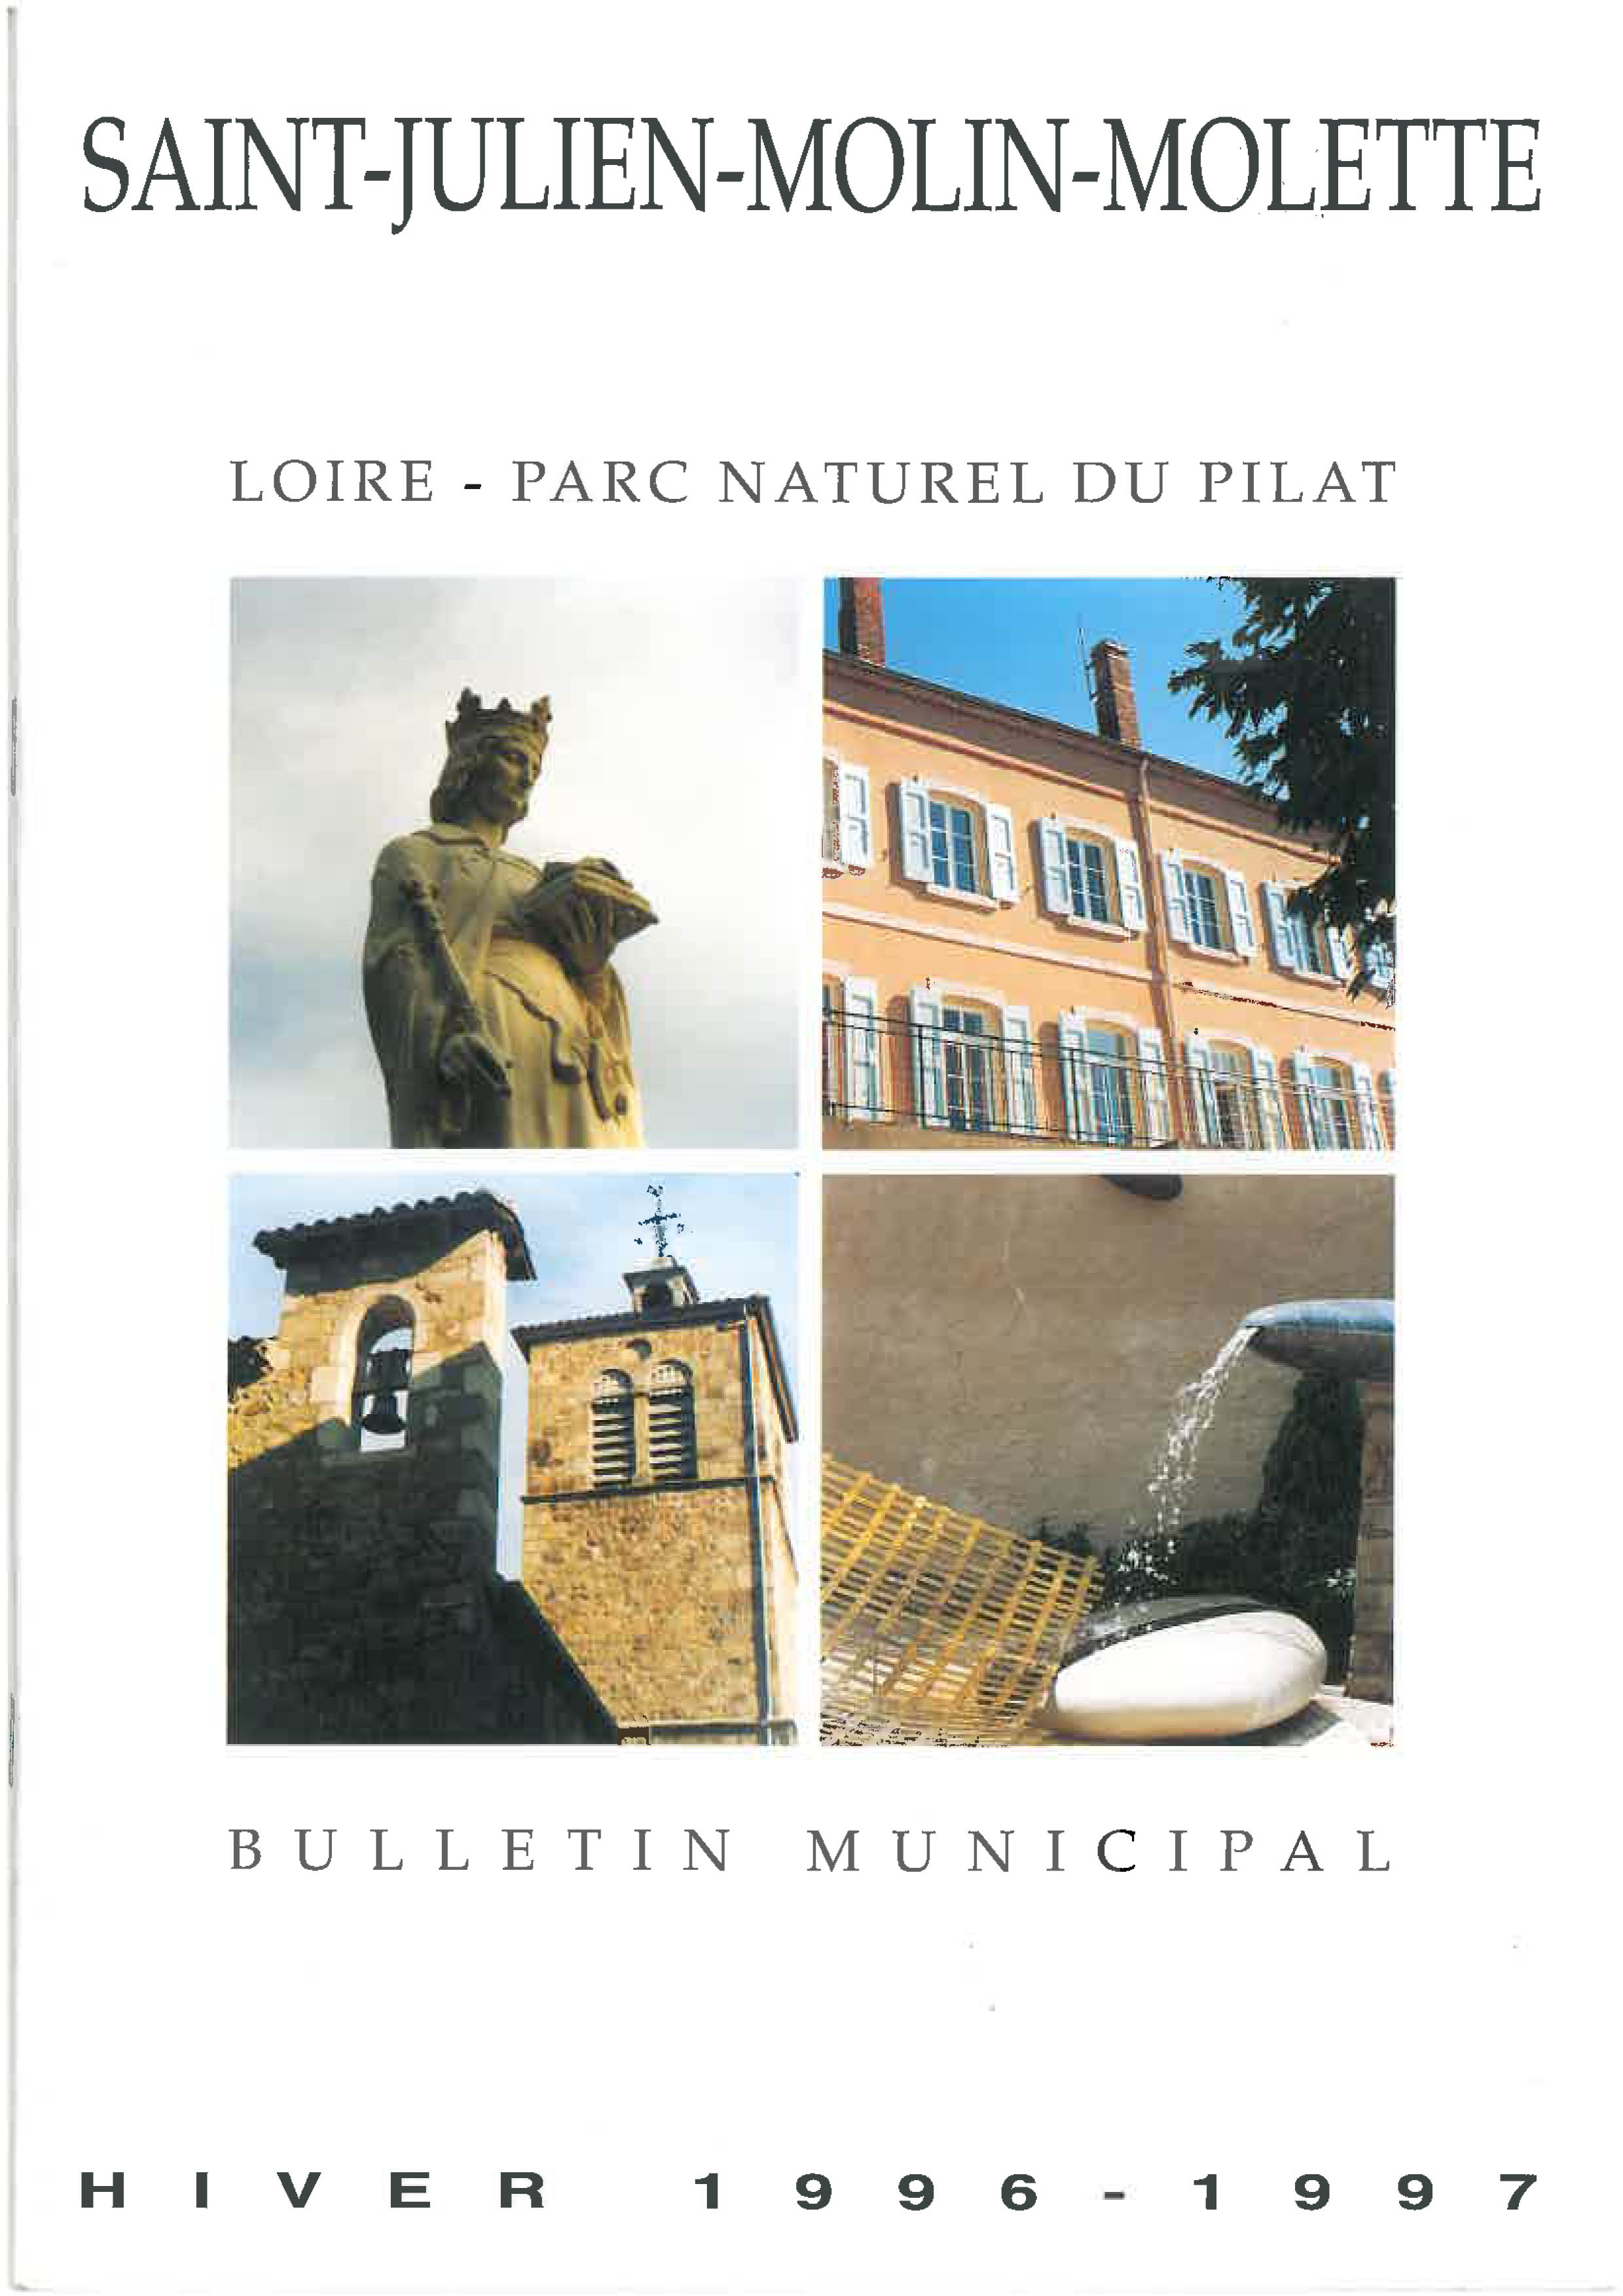 SAINT-JULIEN-MOLIN-MOLETTE
LOIRE - PARC NATUREL DU PILAT
BULLETIN MUNICIPAL
HIVER 1996-1997